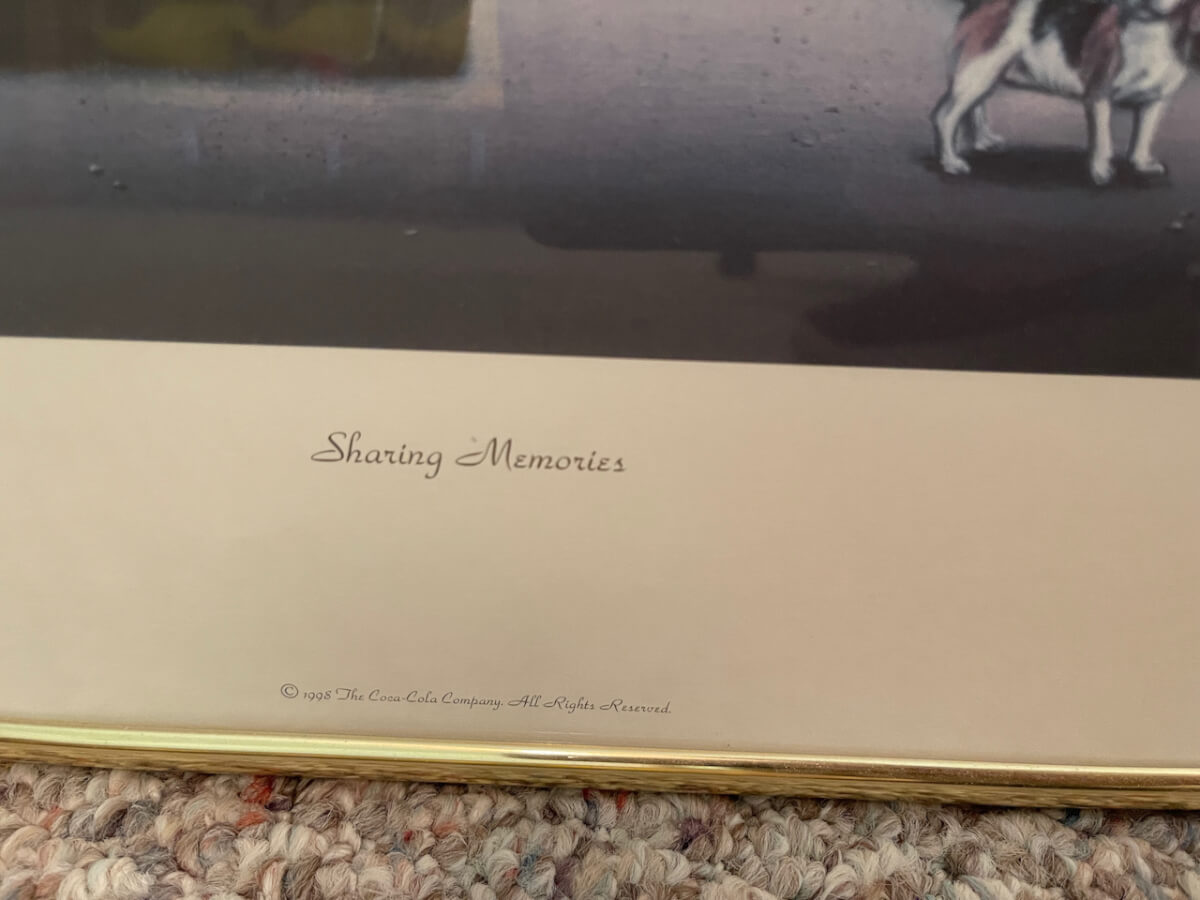 Sharing Memories
© 1998 The Coca-Cola Company. All Rights Reserved.